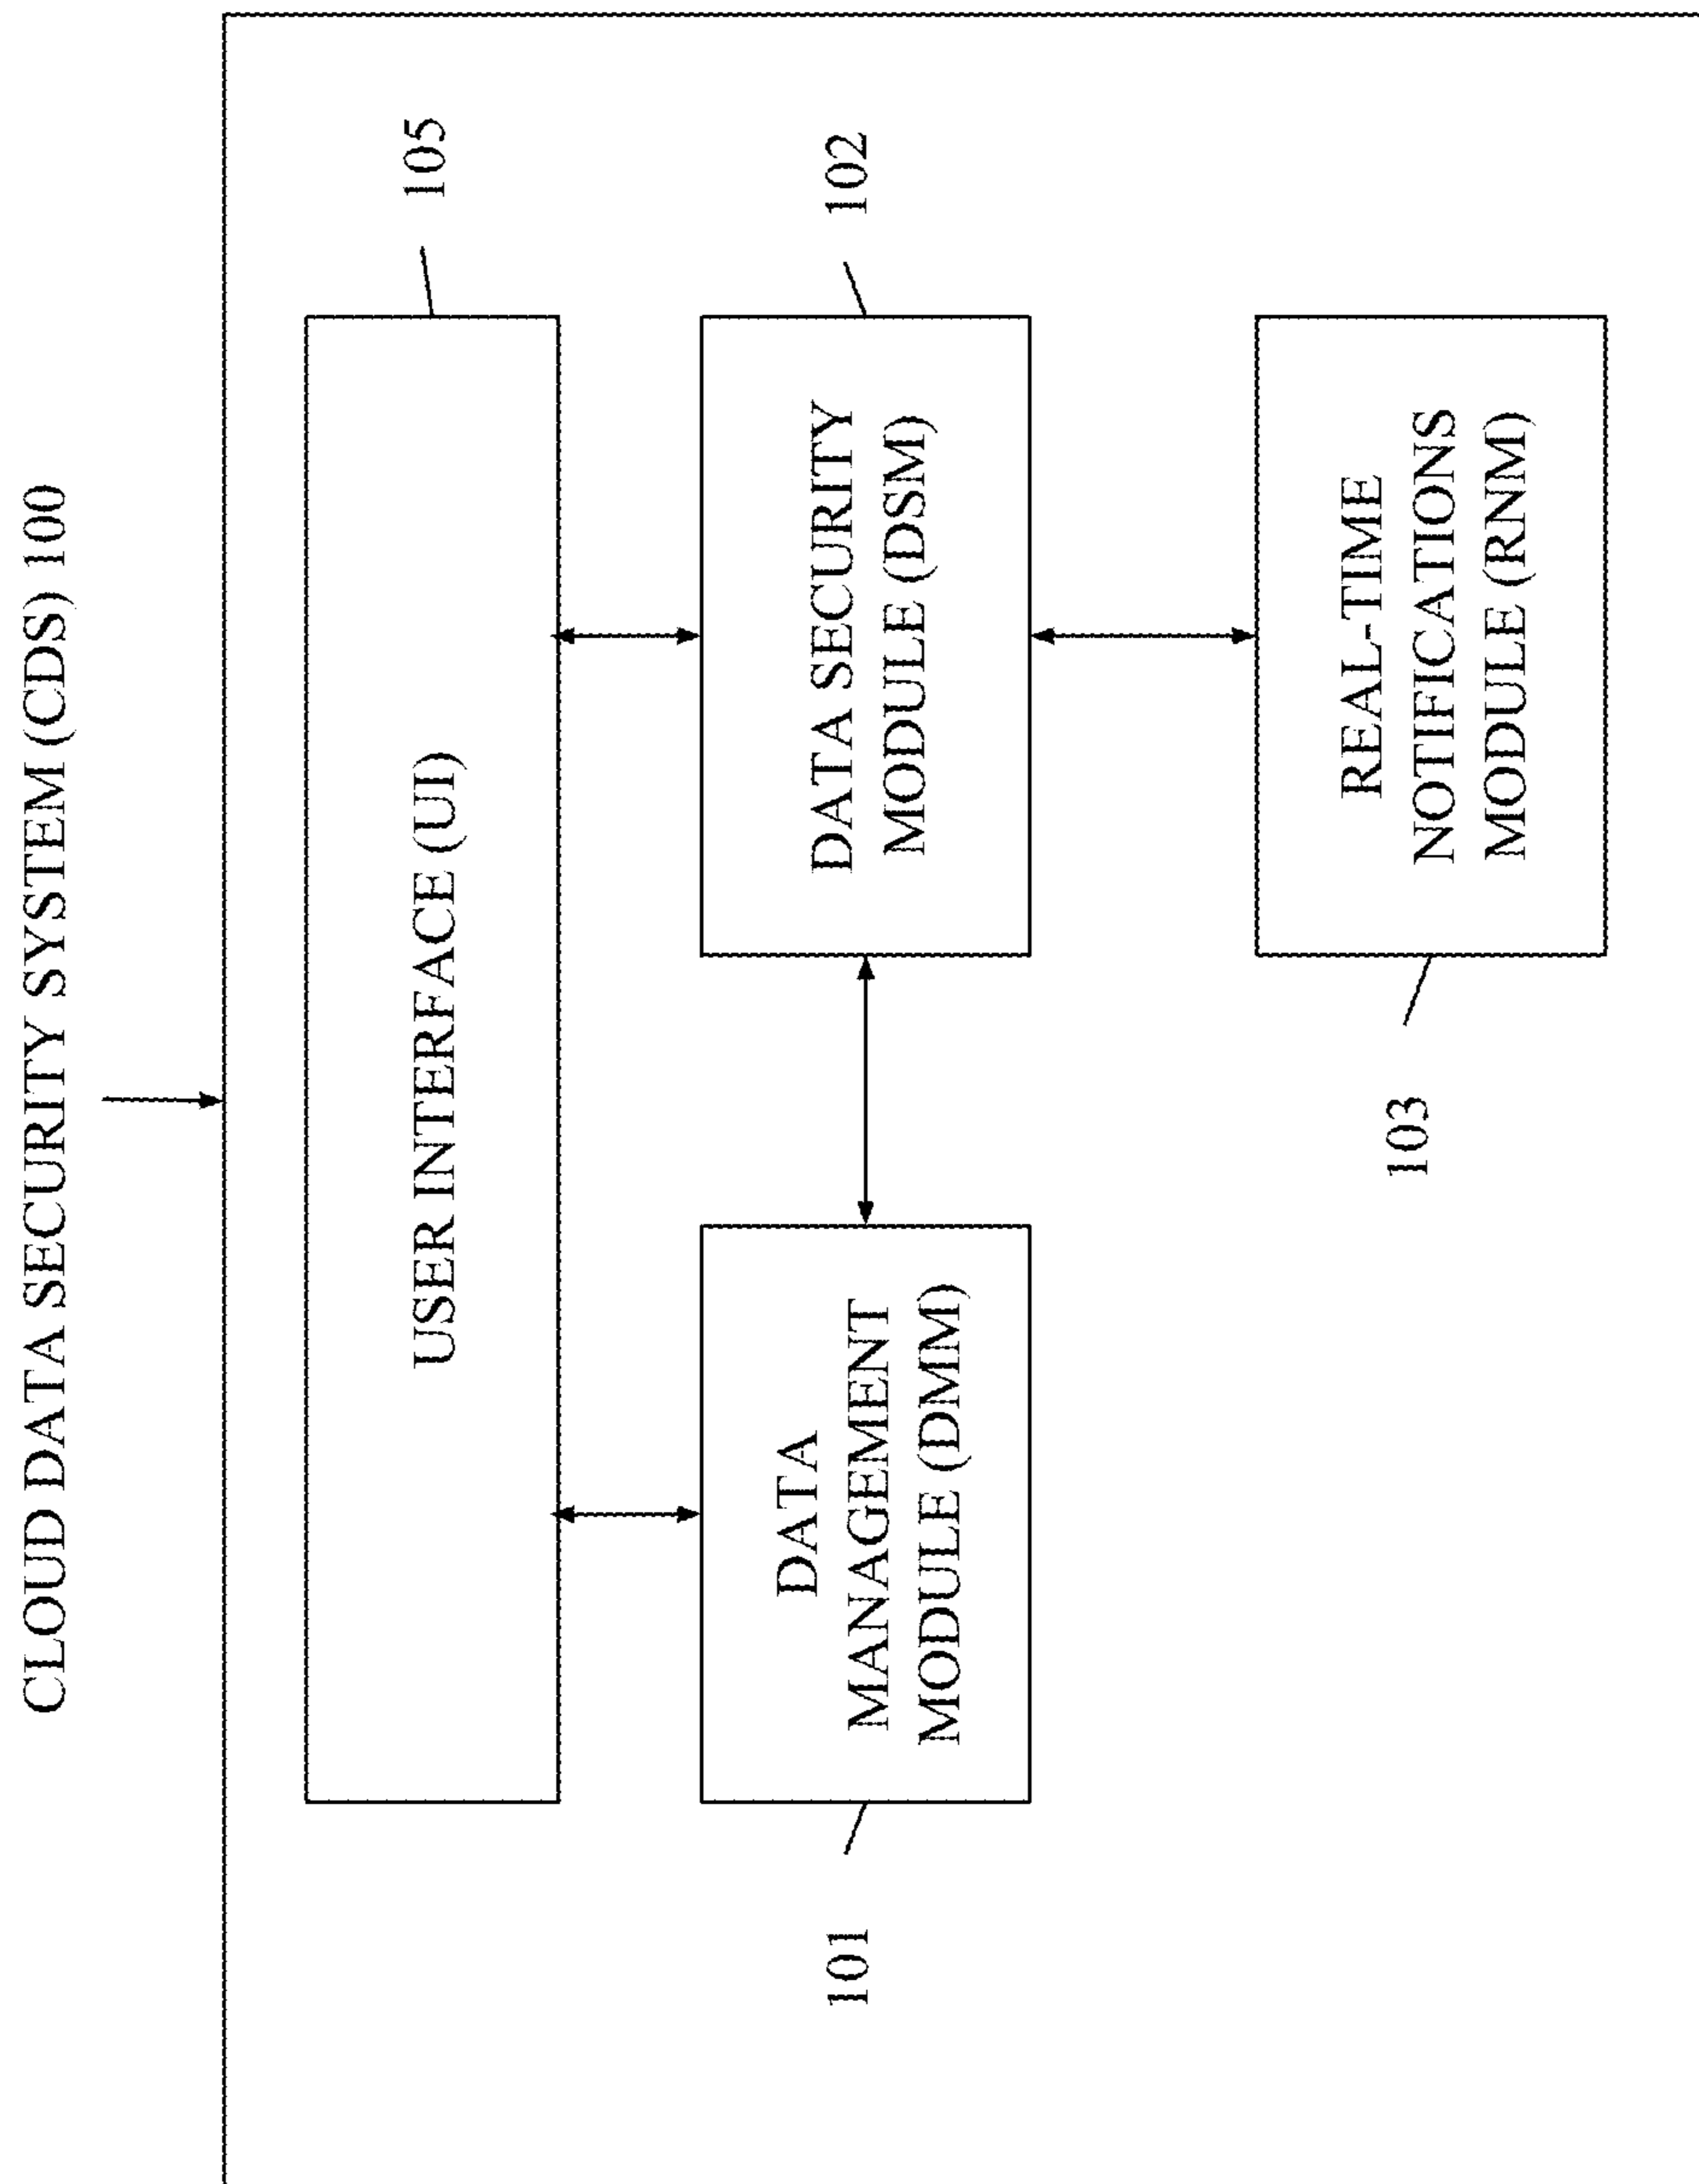 CLOUD DATA SECURITY SYSTEM (CDS) 100
USER INTERFACE (UI)
105
DATA
MANAGEMENT
MODULE (DMM)
101
DATA SECURITY
MODULE (DSM)
102
REAL-TIME
NOTIFICATIONS
MODULE (RNM)
103